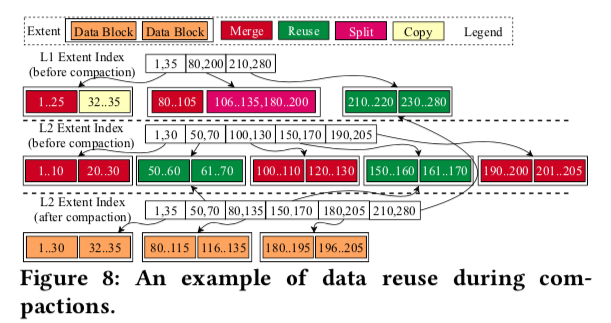 Extent Data Block Data Block Merge Reuse Split Copy Legend
L1 Extent Index
(before compaction)
1,35 80,200 210,280
1..25 32..35 80..105 106..135,180..200 210..220 230..280
L2 Extent Index
(before compaction)
1,30 50,70 100,130 150,170 190,205
1..10 20..30 50..60 61..70 100..110 120..130 150..160 161..170 190..200 201..205
L2 Extent Index
(after compaction)
1,35 50,70 80,135 150.170 180,205 210,280
1..30 32..35 80..115 116..135 180..195 196..205
Figure 8: An example of data reuse during com-
pactions.